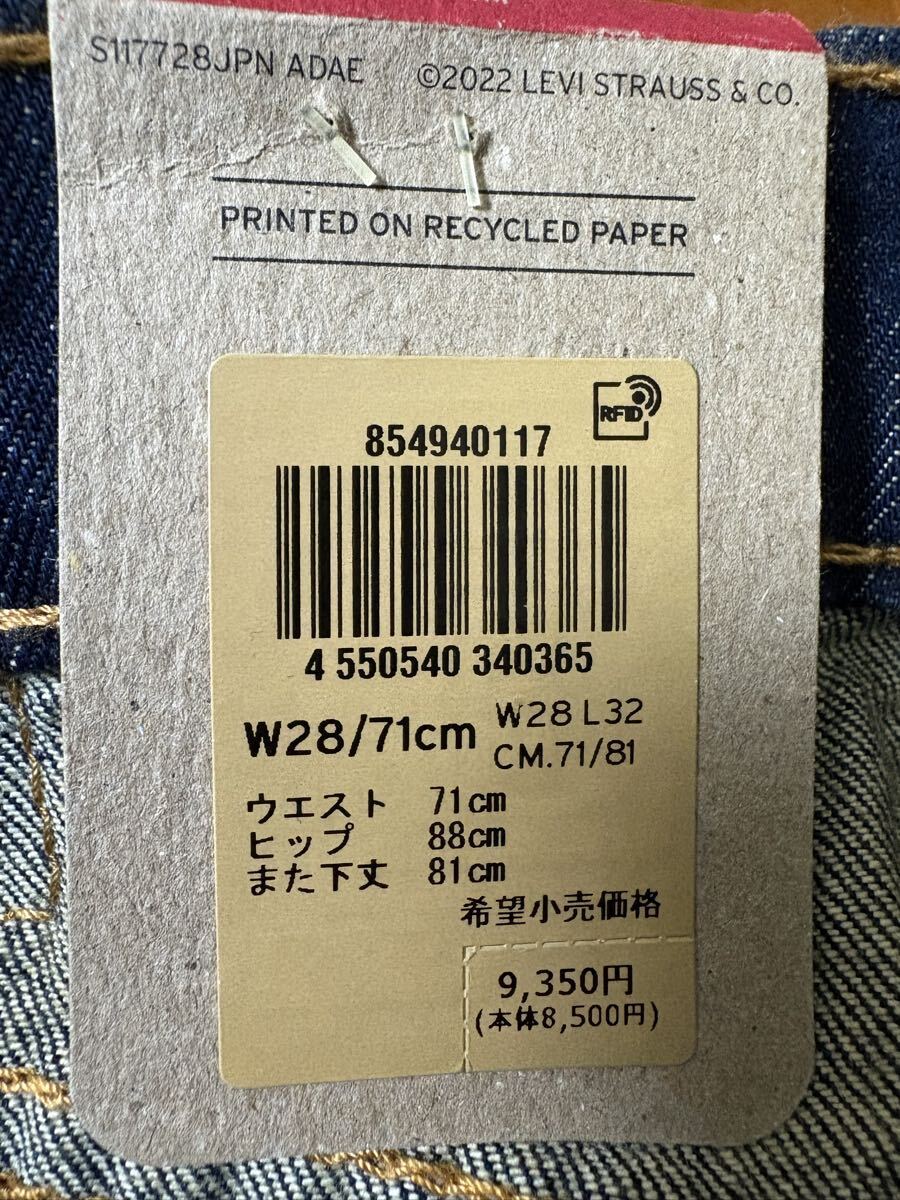 S117728JPN ADAE ©2022 LEVI STRAUSS & CO.
PRINTED ON RECYCLED PAPER
RFID
854940117
4 550540 340365
W28/71cm W28 L32
CM.71/81
ウエスト 71cm
ヒップ 88cm
また下丈 81cm
希望小売価格
9,350円
(本体8,500円)